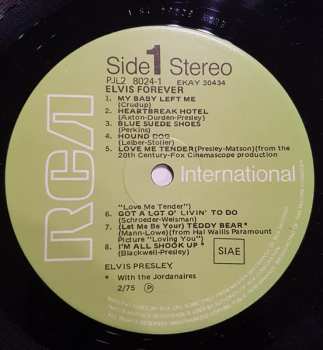 Side 1 Stereo
PJL2 8024-1 EKAY 30434
ELVIS FOREVER
1. MY BABY LEFT ME
(Crudup)
2. HEARTBREAK HOTEL
(Axton-Durden-Presley)
3. BLUE SUEDE SHOES
(Perkins)
4. HOUND DOG
(Leiber-Stoller)
5. LOVE ME TENDER(Presley-Matson)(from the
20th Century-Fox Cinemascope production
RCA International
"Love Me Tender")
6. GOT A LOT O' LIVIN' TO DO
(Schroeder-Weisman)
7. (Let Me Be Your) TEDDY BEAR*
(Mann-Lowe)(from Hal Wallis Paramount
Picture "Loving You")
8. I'M ALL SHOOK UP *
(Blackwell-Presley)
SIAE
ELVIS PRESLEY
* With the Jordanaires
2/75 Ⓟ